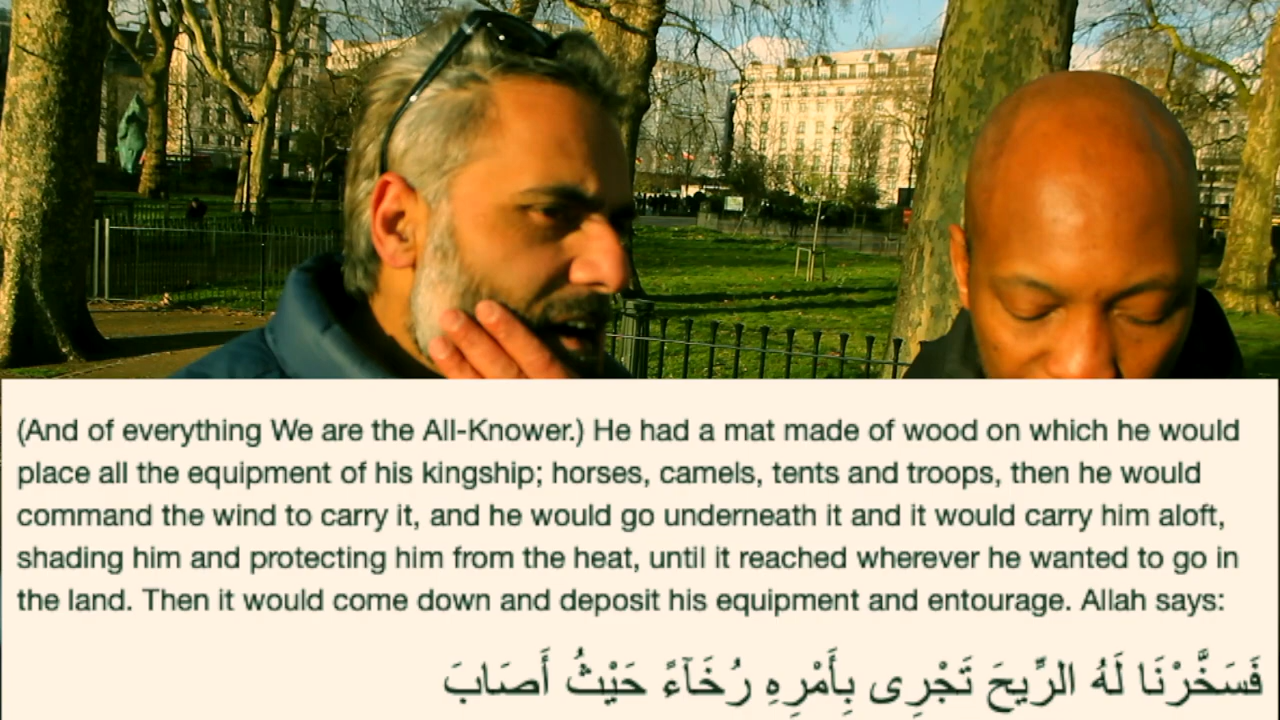 (And of everything We are the All-Knower.) He had a mat made of wood on which he would
place all the equipment of his kingship; horses, camels, tents and troops, then he would
command the wind to carry it, and he would go underneath it and it would carry him aloft,
shading him and protecting him from the heat, until it reached wherever he wanted to go in
the land. Then it would come down and deposit his equipment and entourage. Allah says:
فَسَخَّرْنَا لَهُ الرِّيحَ تَجْرِى بِأَمْرِهِ رُخَآءً حَيْثُ أَصَابَ